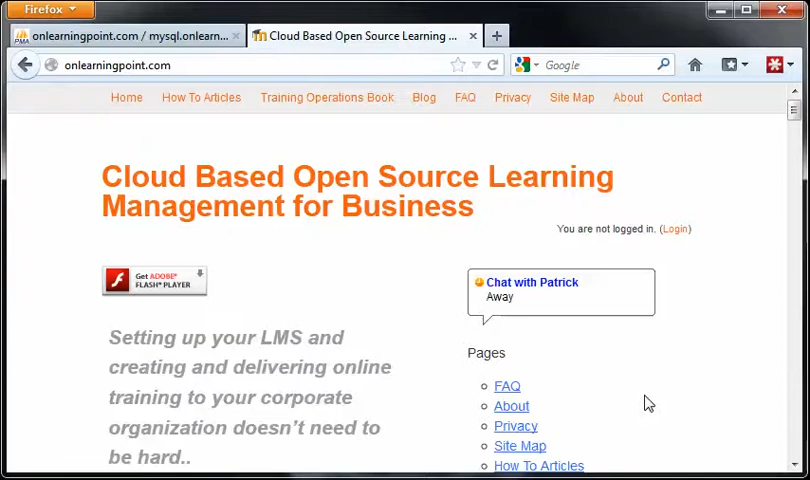 Firefox
PMA onlearningpoint.com / mysql.onlearn...
Cloud Based Open Source Learning ...
onlearningpoint.com
Google
Home How To Articles Training Operations Book Blog FAQ Privacy Site Map About Contact
Cloud Based Open Source Learning
Management for Business
You are not logged in. (Login)
Get ADOBE®
FLASH® PLAYER
Chat with Patrick
Away
Setting up your LMS and
creating and delivering online
training to your corporate
organization doesn’t need to
be hard..
Pages
FAQ
About
Privacy
Site Map
How To Articles